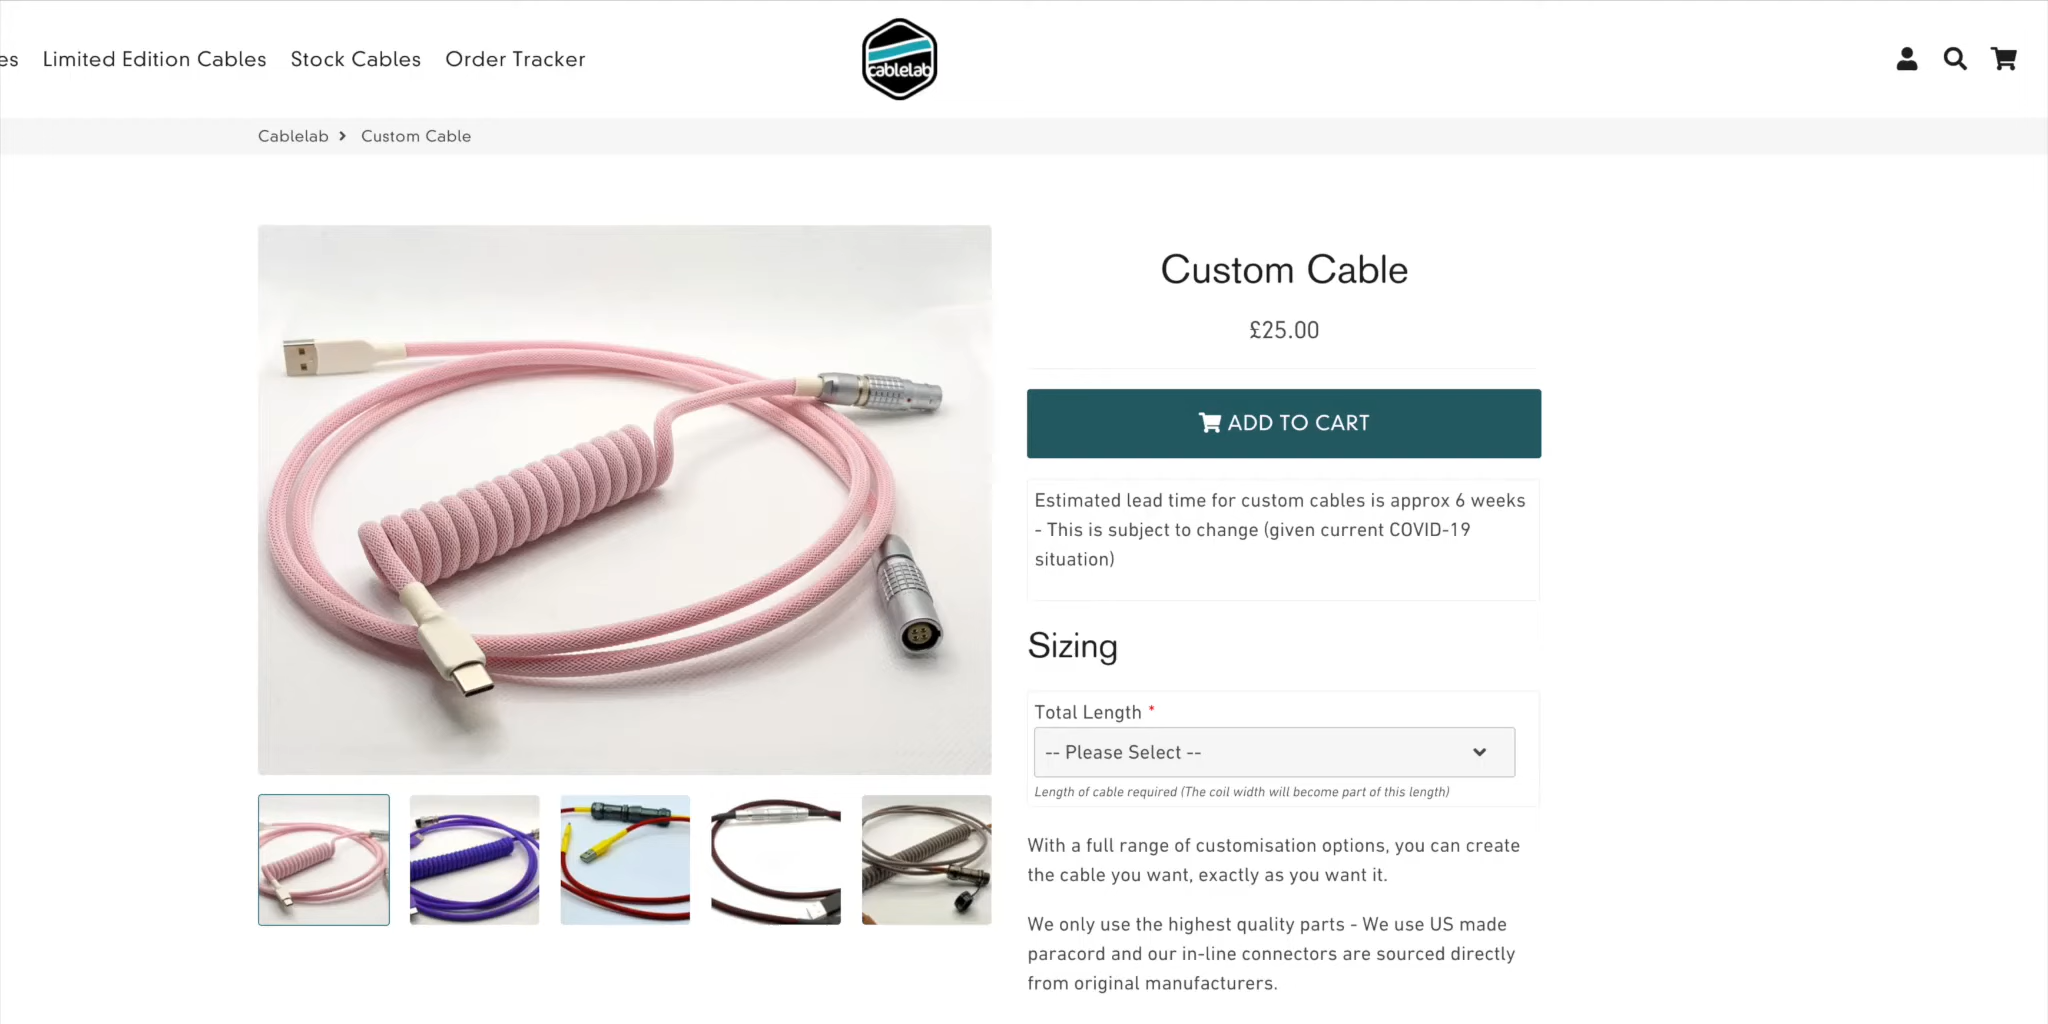 es Limited Edition Cables Stock Cables Order Tracker
cablelab
Cablelab > Custom Cable
Custom Cable
£25.00
ADD TO CART
Estimated lead time for custom cables is approx 6 weeks
- This is subject to change (given current COVID-19
situation)
Sizing
Total Length *
-- Please Select --
Length of cable required (The coil width will become part of this length)
With a full range of customisation options, you can create
the cable you want, exactly as you want it.
We only use the highest quality parts - We use US made
paracord and our in-line connectors are sourced directly
from original manufacturers.